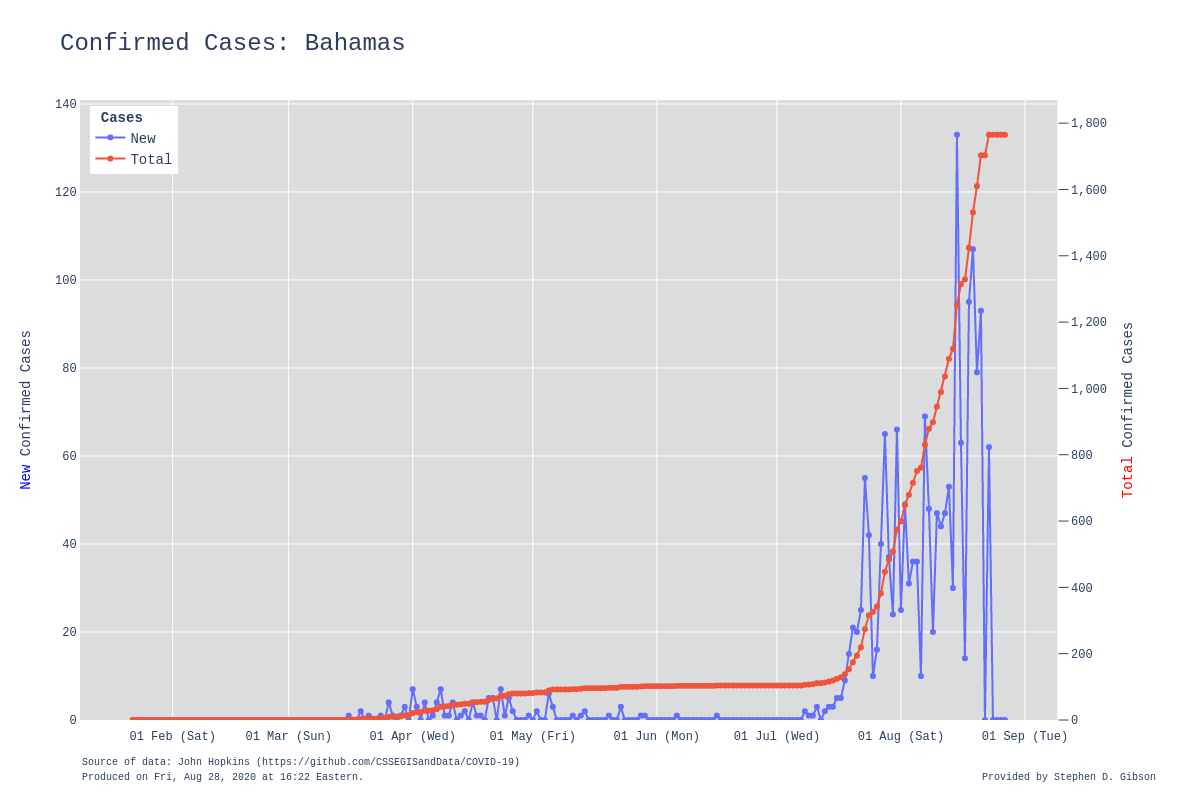 Confirmed Cases: Bahamas
Cases
New
Total
140
120
100
80
60
40
20
0
1,800
1,600
1,400
1,200
1,000
800
600
400
200
0
New Confirmed Cases
Total Confirmed Cases
01 Feb (Sat)
01 Mar (Sun)
01 Apr (Wed)
01 May (Fri)
01 Jun (Mon)
01 Jul (Wed)
01 Aug (Sat)
01 Sep (Tue)
Source of data: John Hopkins (https://github.com/CSSEGISandData/COVID-19)
Produced on Fri, Aug 28, 2020 at 16:22 Eastern.
Provided by Stephen D. Gibson